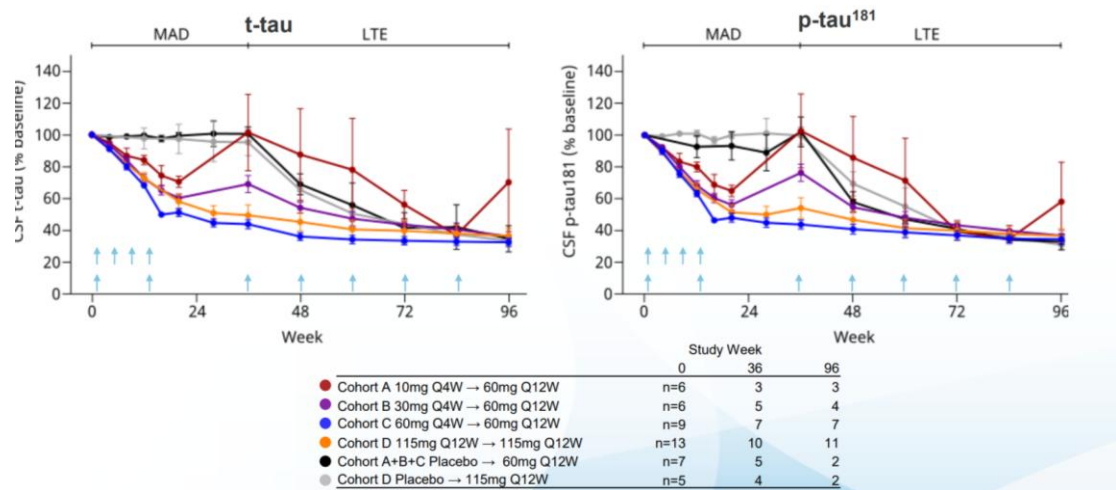 t-tau
MAD LTE
CSF t-tau (% baseline)
140
120
100
80
60
40
20
0
0 24 48 72 96
Week
p-tau181
MAD LTE
CSF p-tau181 (% baseline)
140
120
100
80
60
40
20
0
0 24 48 72 96
Week
Study Week
0 36 96
Cohort A 10mg Q4W → 60mg Q12W n=6 3 3
Cohort B 30mg Q4W → 60mg Q12W n=6 5 4
Cohort C 60mg Q4W → 60mg Q12W n=9 7 7
Cohort D 115mg Q12W → 115mg Q12W n=13 10 11
Cohort A+B+C Placebo → 60mg Q12W n=7 5 2
Cohort D Placebo → 115mg Q12W n=5 4 2